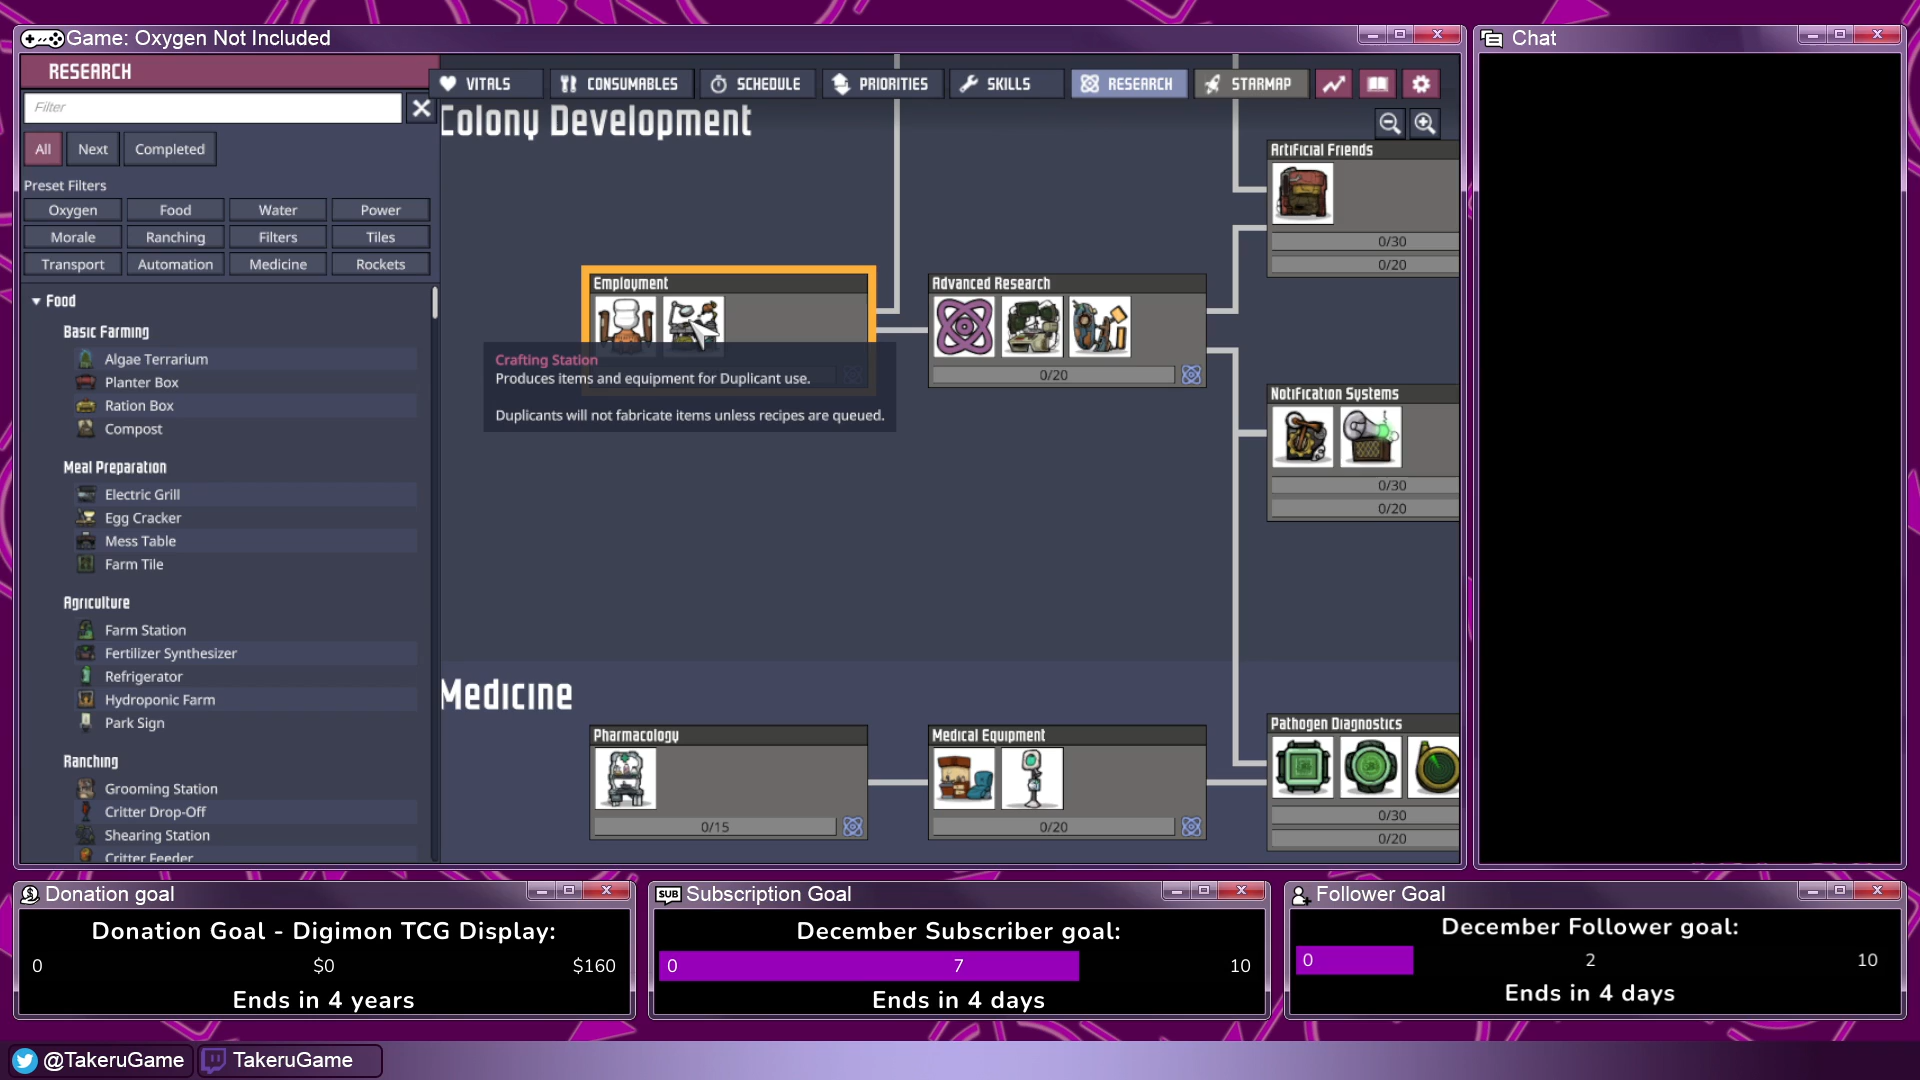 Game: Oxygen Not Included
Chat
RESEARCH
VITALS
CONSUMABLES
SCHEDULE
PRIORITIES
SKILLS
RESEARCH
STARMAP
Filter
All
Next
Completed
Preset Filters
Oxygen
Food
Water
Power
Morale
Ranching
Filters
Tiles
Transport
Automation
Medicine
Rockets
Food
Basic Farming
Algae Terrarium
Planter Box
Ration Box
Compost
Meal Preparation
Electric Grill
Egg Cracker
Mess Table
Farm Tile
Agriculture
Farm Station
Fertilizer Synthesizer
Refrigerator
Hydroponic Farm
Park Sign
Ranching
Grooming Station
Critter Drop-Off
Shearing Station
Critter Feeder
Colony Development
Employment
Crafting Station
Produces items and equipment for Duplicant use.
Duplicants will not fabricate items unless recipes are queued.
Advanced Research
0/20
Artificial Friends
0/30
0/20
Notification Systems
0/30
0/20
Medicine
Pharmacology
0/15
Medical Equipment
0/20
Pathogen Diagnostics
0/30
0/20
Donation goal
Donation Goal - Digimon TCG Display:
0
$0
$160
Ends in 4 years
SUB
Subscription Goal
December Subscriber goal:
0
7
10
Ends in 4 days
Follower Goal
December Follower goal:
0
2
10
Ends in 4 days
@TakeruGame
TakeruGame